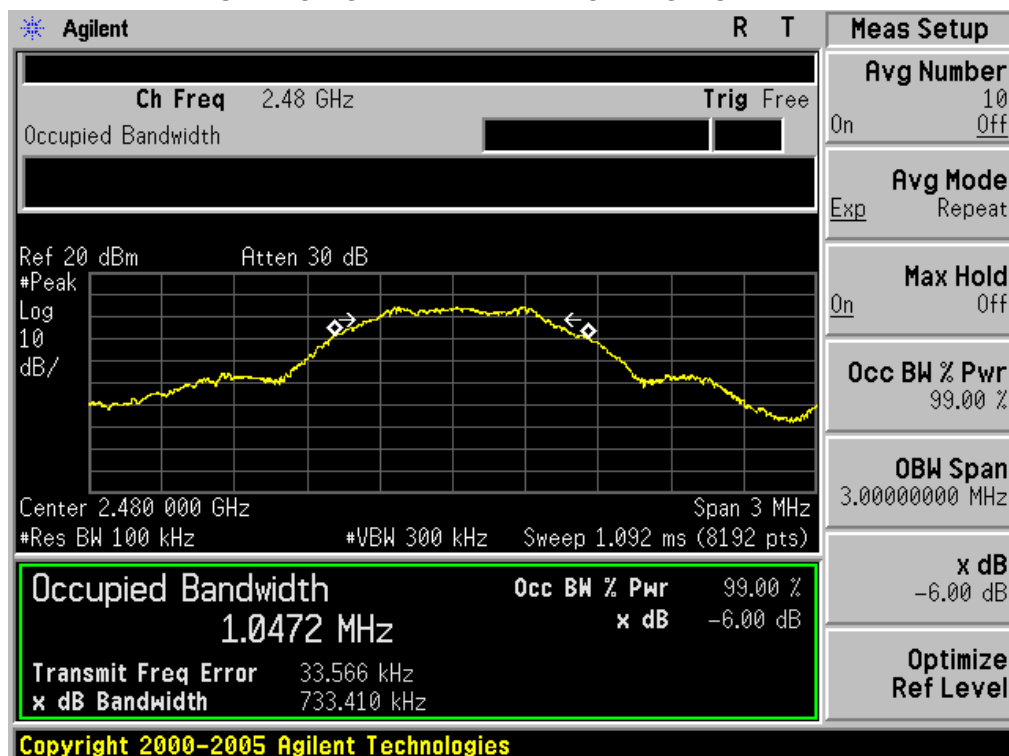 Agilent R T
Ch Freq 2.48 GHz Trig Free
Occupied Bandwidth
Ref 20 dBm Atten 30 dB
#Peak
Log
10
dB/
Center 2.480 000 GHz Span 3 MHz
#Res BW 100 kHz #VBW 300 kHz Sweep 1.092 ms (8192 pts)
Occupied Bandwidth Occ BW % Pwr 99.00 %
1.0472 MHz x dB -6.00 dB
Transmit Freq Error 33.566 kHz
x dB Bandwidth 733.410 kHz
Copyright 2000-2005 Agilent Technologies
Meas Setup
Avg Number
10
On Off
Avg Mode
Exp Repeat
Max Hold
On Off
Occ BW % Pwr
99.00 %
OBW Span
3.00000000 MHz
x dB
-6.00 dB
Optimize
Ref Level